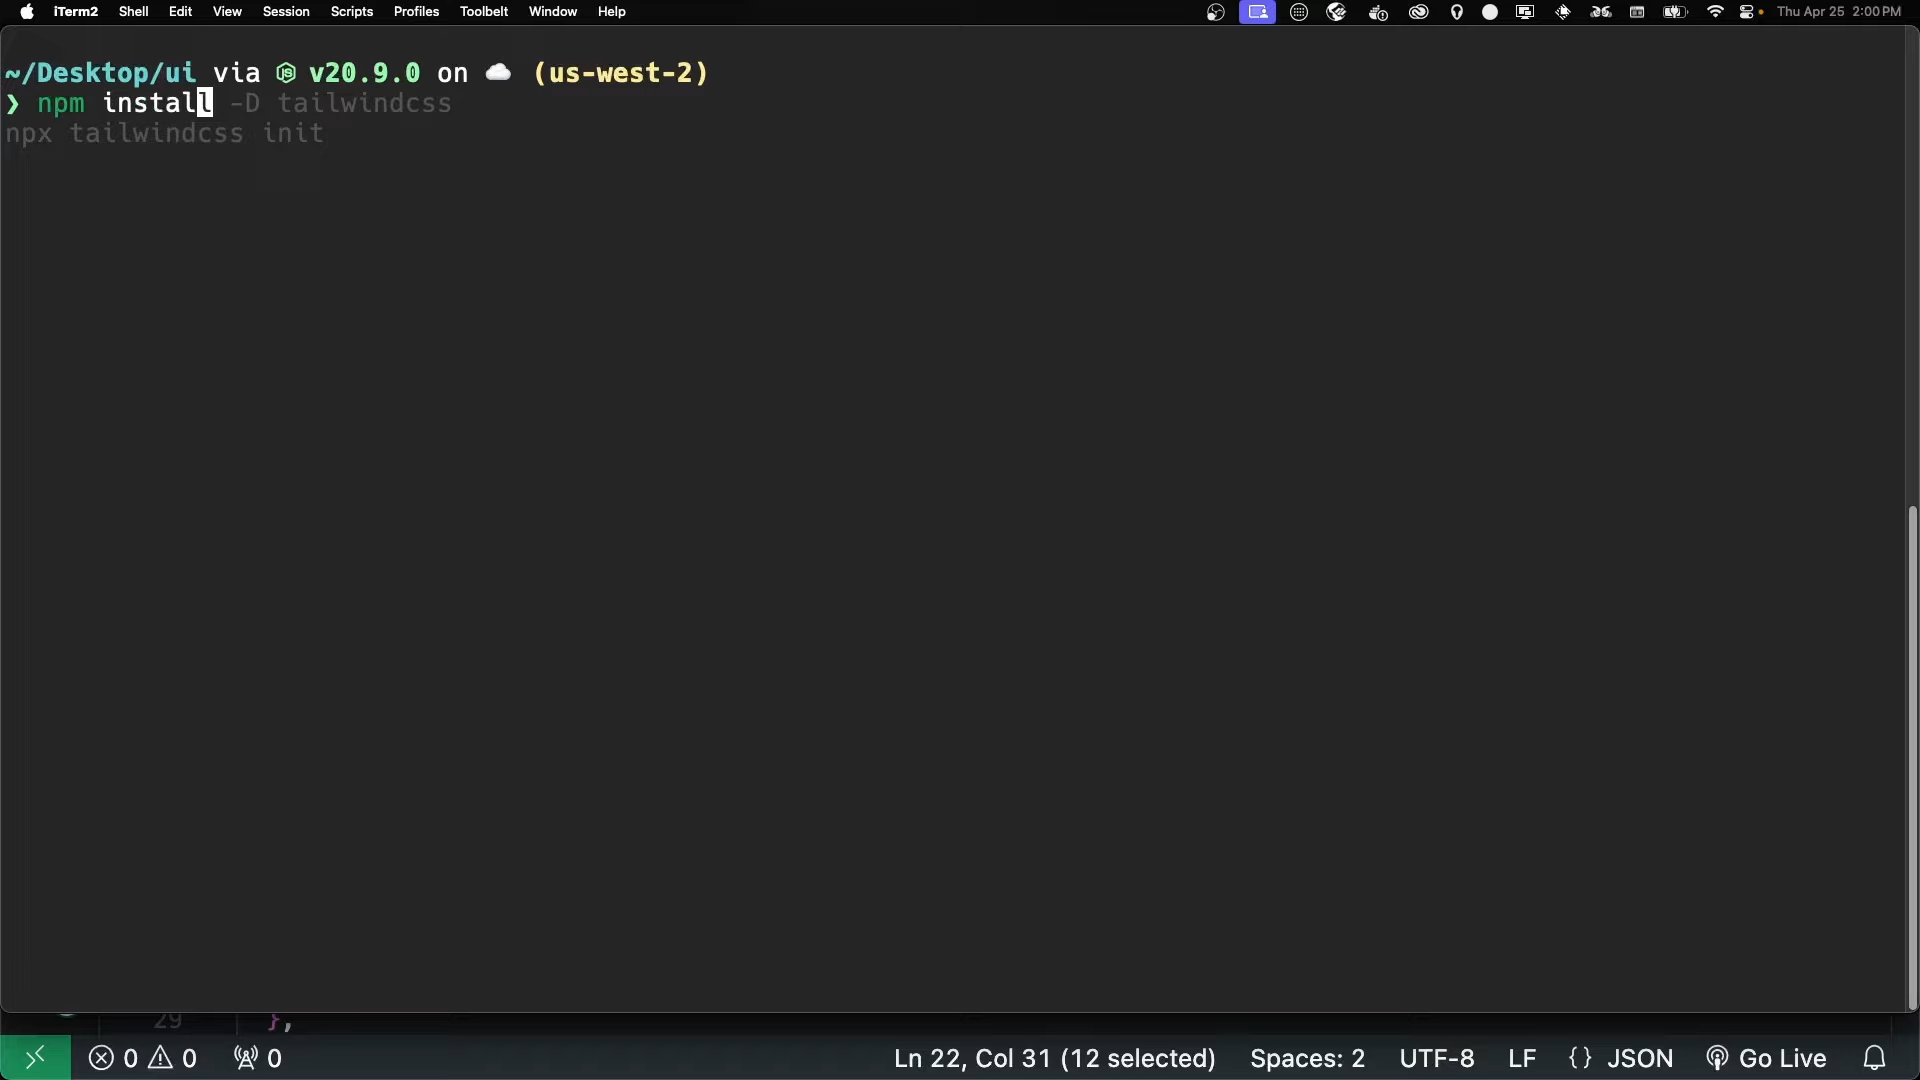 iTerm2 Shell Edit View Session Scripts Profiles Toolbelt Window Help Thu Apr 25 2:00 PM
~/Desktop/ui via v20.9.0 on (us-west-2)
❯ npm install -D tailwindcss
npx tailwindcss init
29 },
0 0 0 Ln 22, Col 31 (12 selected) Spaces: 2 UTF-8 LF {} JSON Go Live